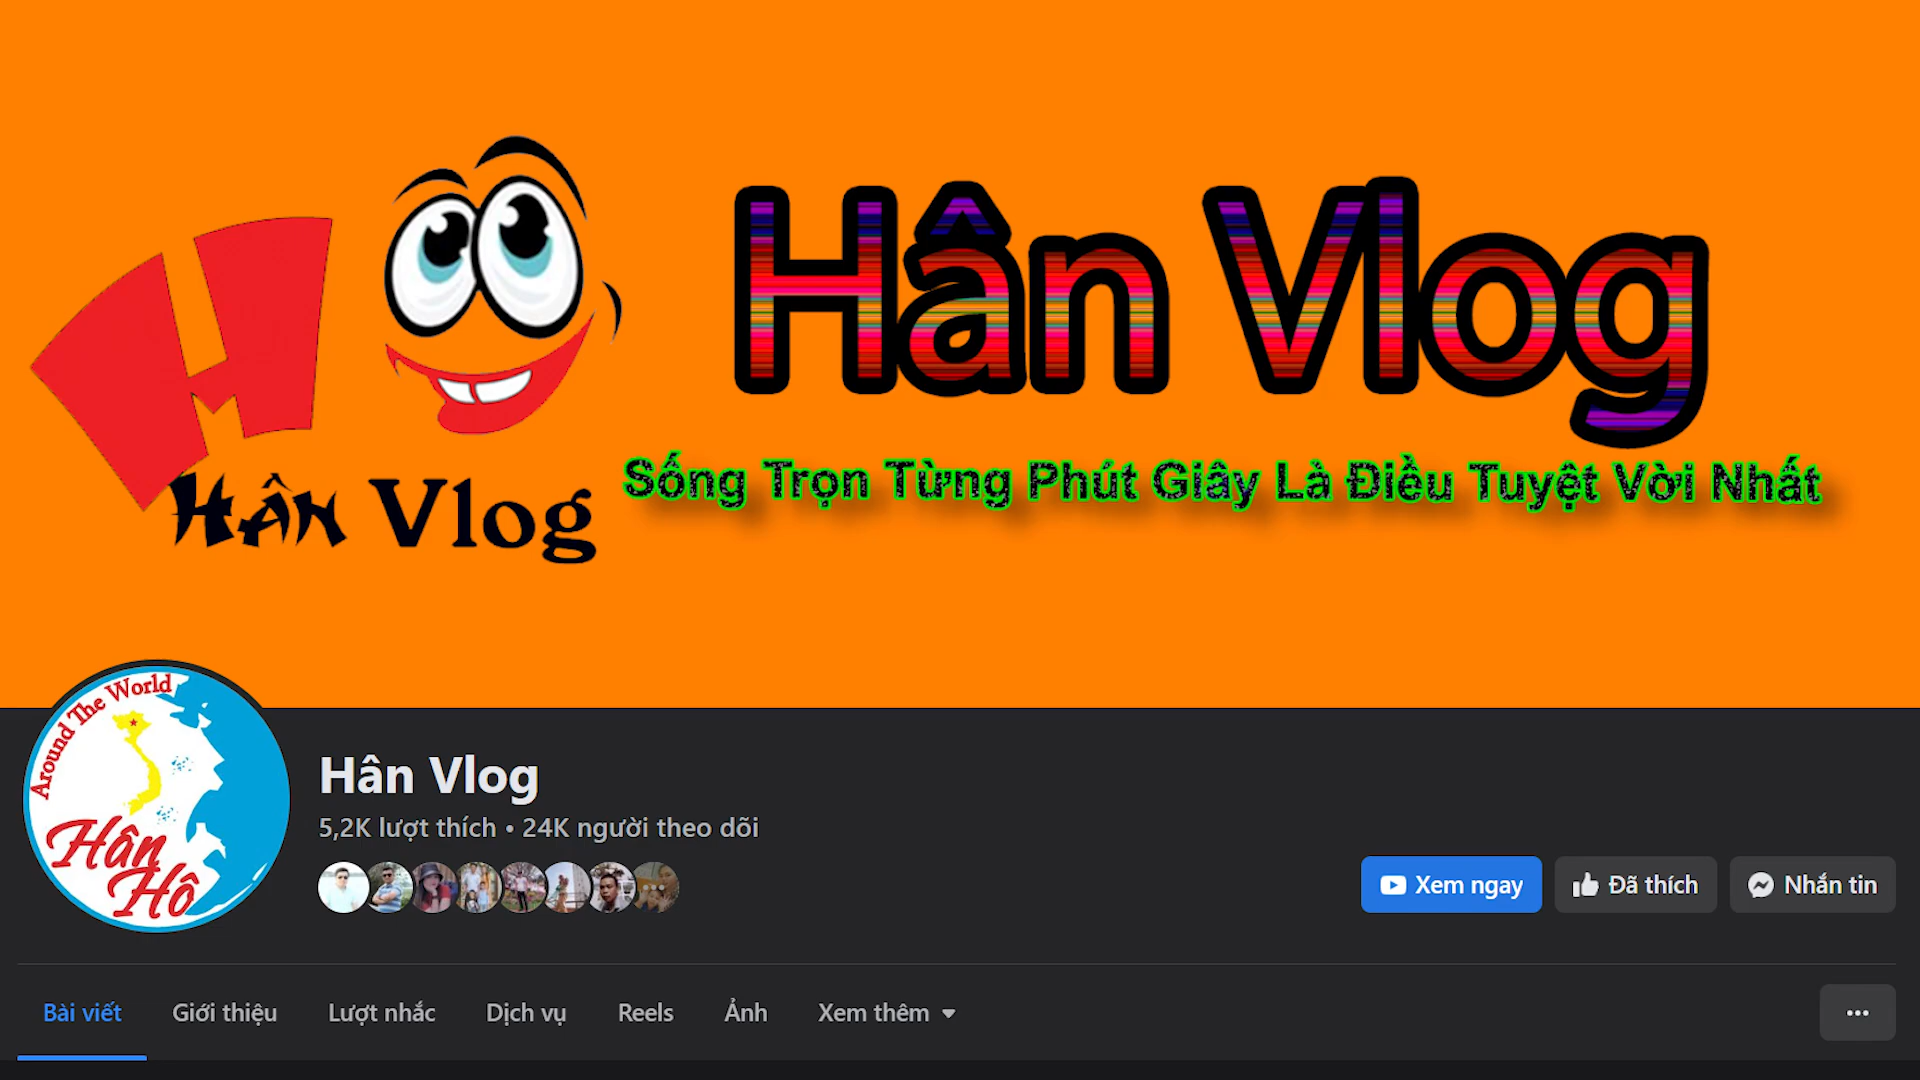 Hân Vlog
Sống Trọn Từng Phút Giây Là Điều Tuyệt Vời Nhất
Hân Vlog
Around The World
Hân
Hô
Hân Vlog
5,2K lượt thích • 24K người theo dõi
Xem ngay
Đã thích
Nhắn tin
Bài viết
Giới thiệu
Lượt nhắc
Dịch vụ
Reels
Ảnh
Xem thêm